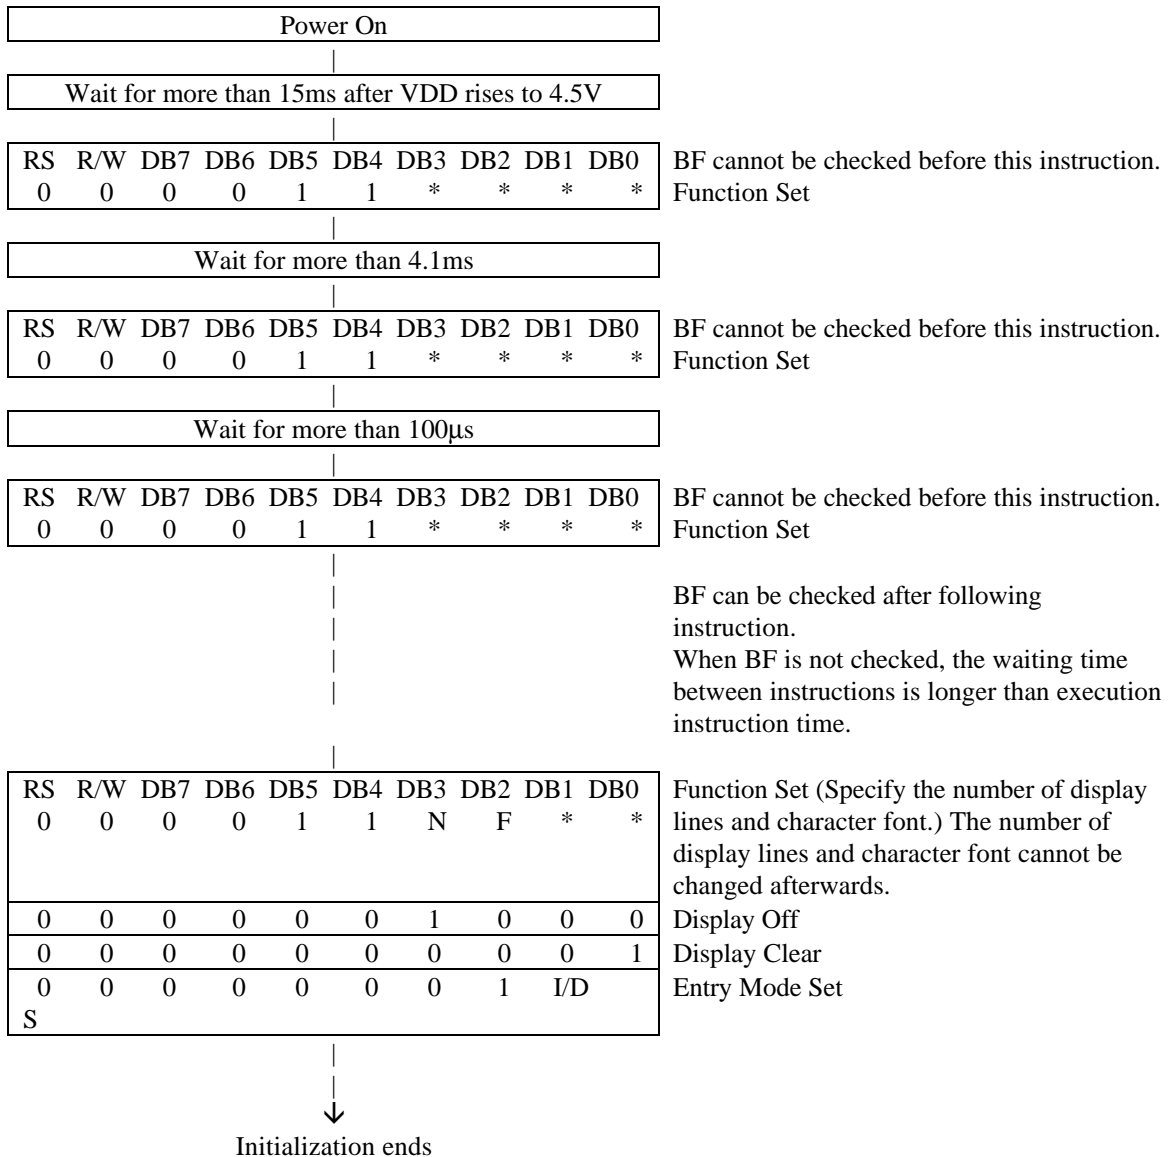 Power On
Wait for more than 15ms after VDD rises to 4.5V
RS R/W DB7 DB6 DB5 DB4 DB3 DB2 DB1 DB0 BF cannot be checked before this instruction.
0 0 0 0 1 1 * * * * Function Set
Wait for more than 4.1ms
RS R/W DB7 DB6 DB5 DB4 DB3 DB2 DB1 DB0 BF cannot be checked before this instruction.
0 0 0 0 1 1 * * * * Function Set
Wait for more than 100µs
RS R/W DB7 DB6 DB5 DB4 DB3 DB2 DB1 DB0 BF cannot be checked before this instruction.
0 0 0 0 1 1 * * * * Function Set
BF can be checked after following
instruction.
When BF is not checked, the waiting time
between instructions is longer than execution
instruction time.
RS R/W DB7 DB6 DB5 DB4 DB3 DB2 DB1 DB0 Function Set (Specify the number of display
0 0 0 0 1 1 N F * * lines and character font.) The number of
display lines and character font cannot be
changed afterwards.
0 0 0 0 0 0 1 0 0 0 Display Off
0 0 0 0 0 0 0 0 0 1 Display Clear
0 0 0 0 0 0 0 1 I/D Entry Mode Set
S
Initialization ends